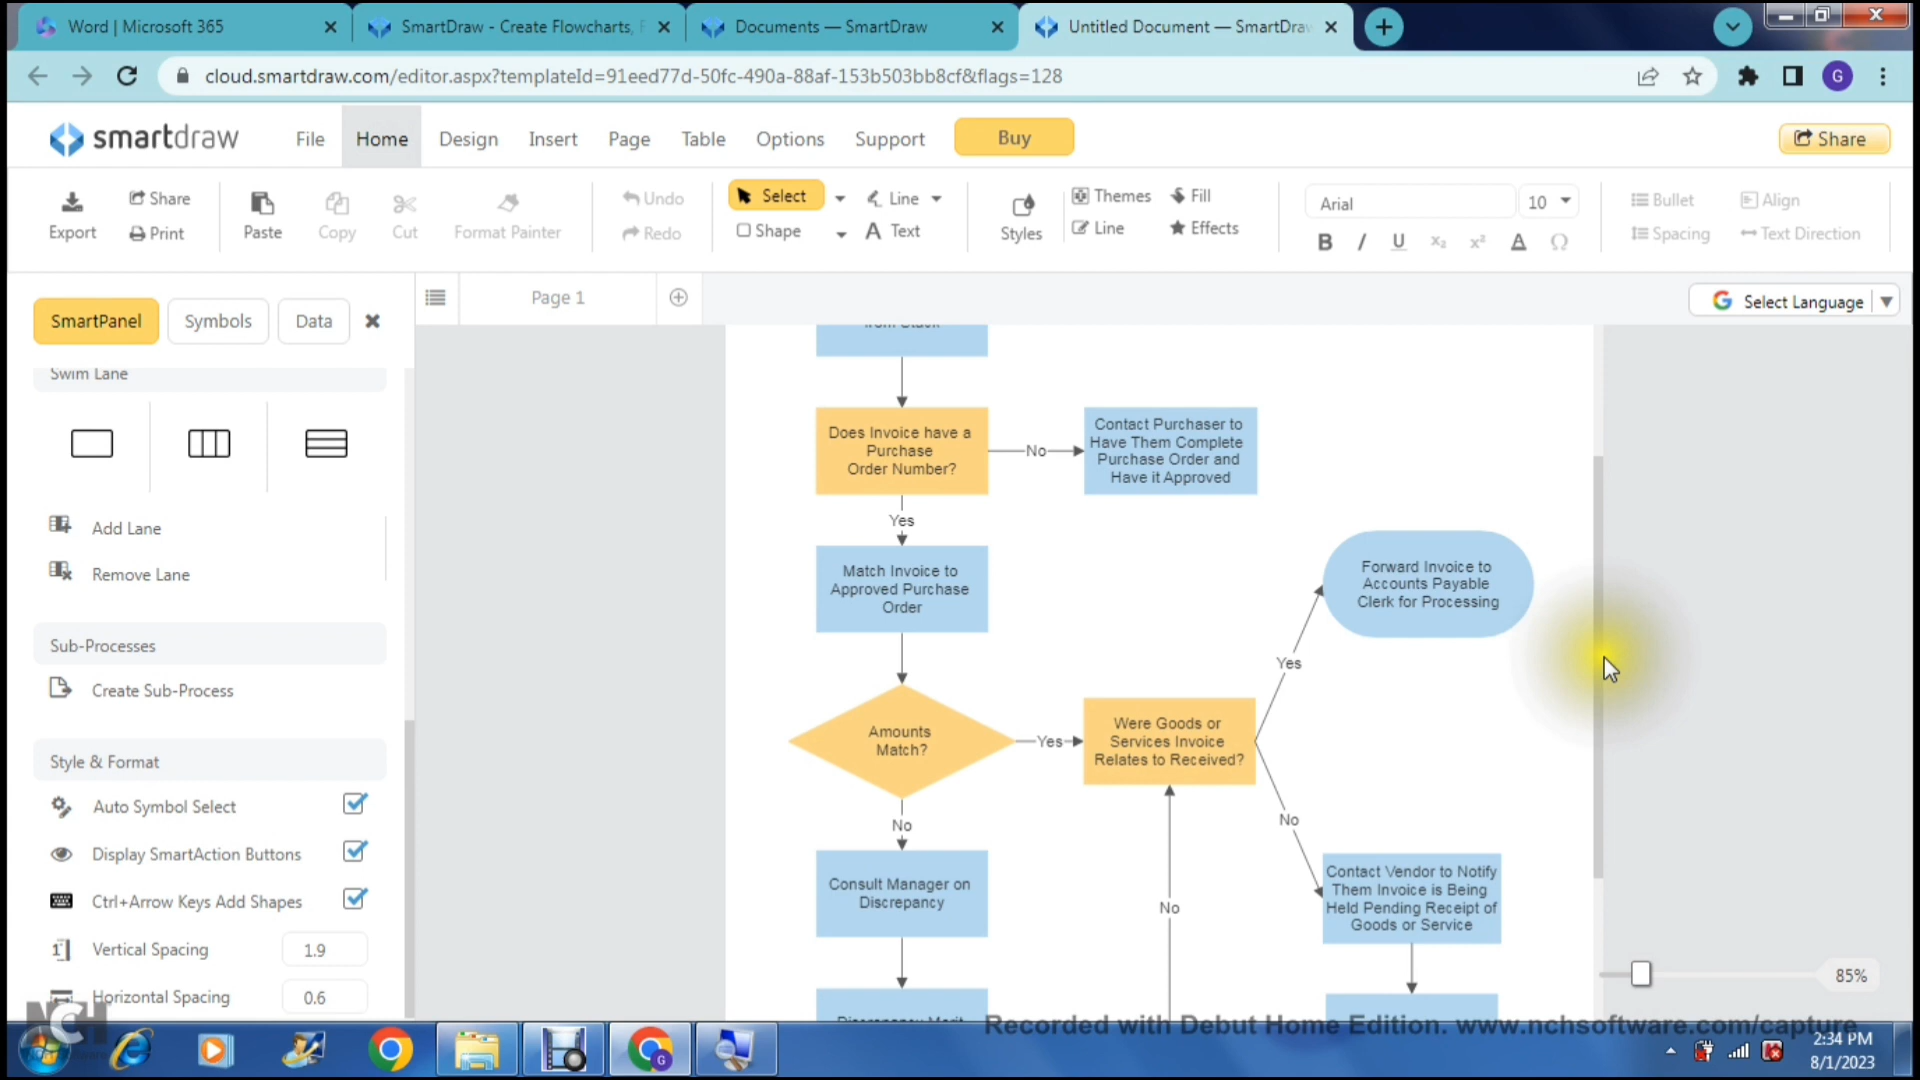 Word | Microsoft 365
SmartDraw - Create Flowcharts, F
Documents — SmartDraw
Untitled Document — SmartDraw
cloud.smartdraw.com/editor.aspx?templateId=91eed77d-50fc-490a-88af-153b503bb8cf&flags=128
G
smartdraw
File
Home
Design
Insert
Page
Table
Options
Support
Buy
Share
Export
Share
Print
Paste
Copy
Cut
Format Painter
Undo
Redo
Select
Shape
Line
A Text
Styles
Themes
Line
Fill
Effects
Arial
10
B I U x₂ x² A Ω
Bullet
Spacing
Align
Text Direction
SmartPanel
Symbols
Data
Page 1
G Select Language
Swim Lane
Add Lane
Remove Lane
Sub-Processes
Create Sub-Process
Style & Format
Auto Symbol Select
Display SmartAction Buttons
Ctrl+Arrow Keys Add Shapes
Vertical Spacing
1.9
Horizontal Spacing
0.6
from Stack
Does Invoice have a
Purchase
Order Number?
No
Contact Purchaser to
Have Them Complete
Purchase Order and
Have it Approved
Yes
Match Invoice to
Approved Purchase
Order
Forward Invoice to
Accounts Payable
Clerk for Processing
Yes
Amounts
Match?
Yes
Were Goods or
Services Invoice
Relates to Received?
No
No
Consult Manager on
Discrepancy
No
Contact Vendor to Notify
Them Invoice is Being
Held Pending Receipt of
Goods or Service
Discrepancy Merit
85%
NCH
Recorded with Debut Home Edition. www.nchsoftware.com/capture
2:34 PM
8/1/2023